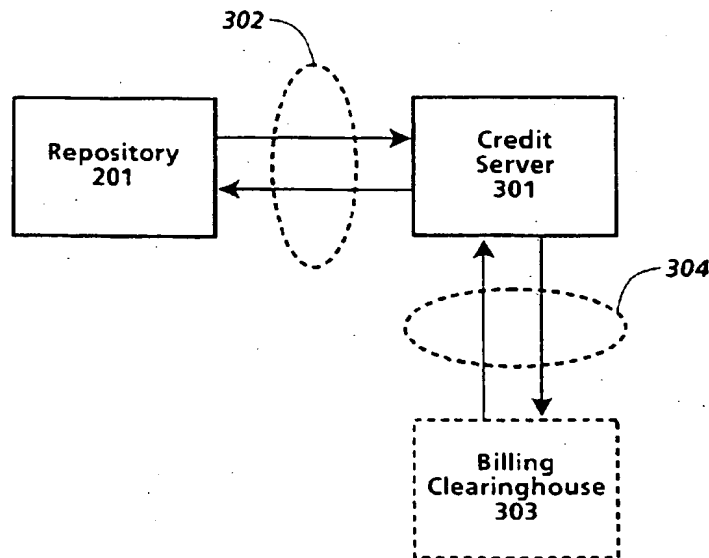 302
Repository
201
Credit
Server
301
304
Billing
Clearinghouse
303